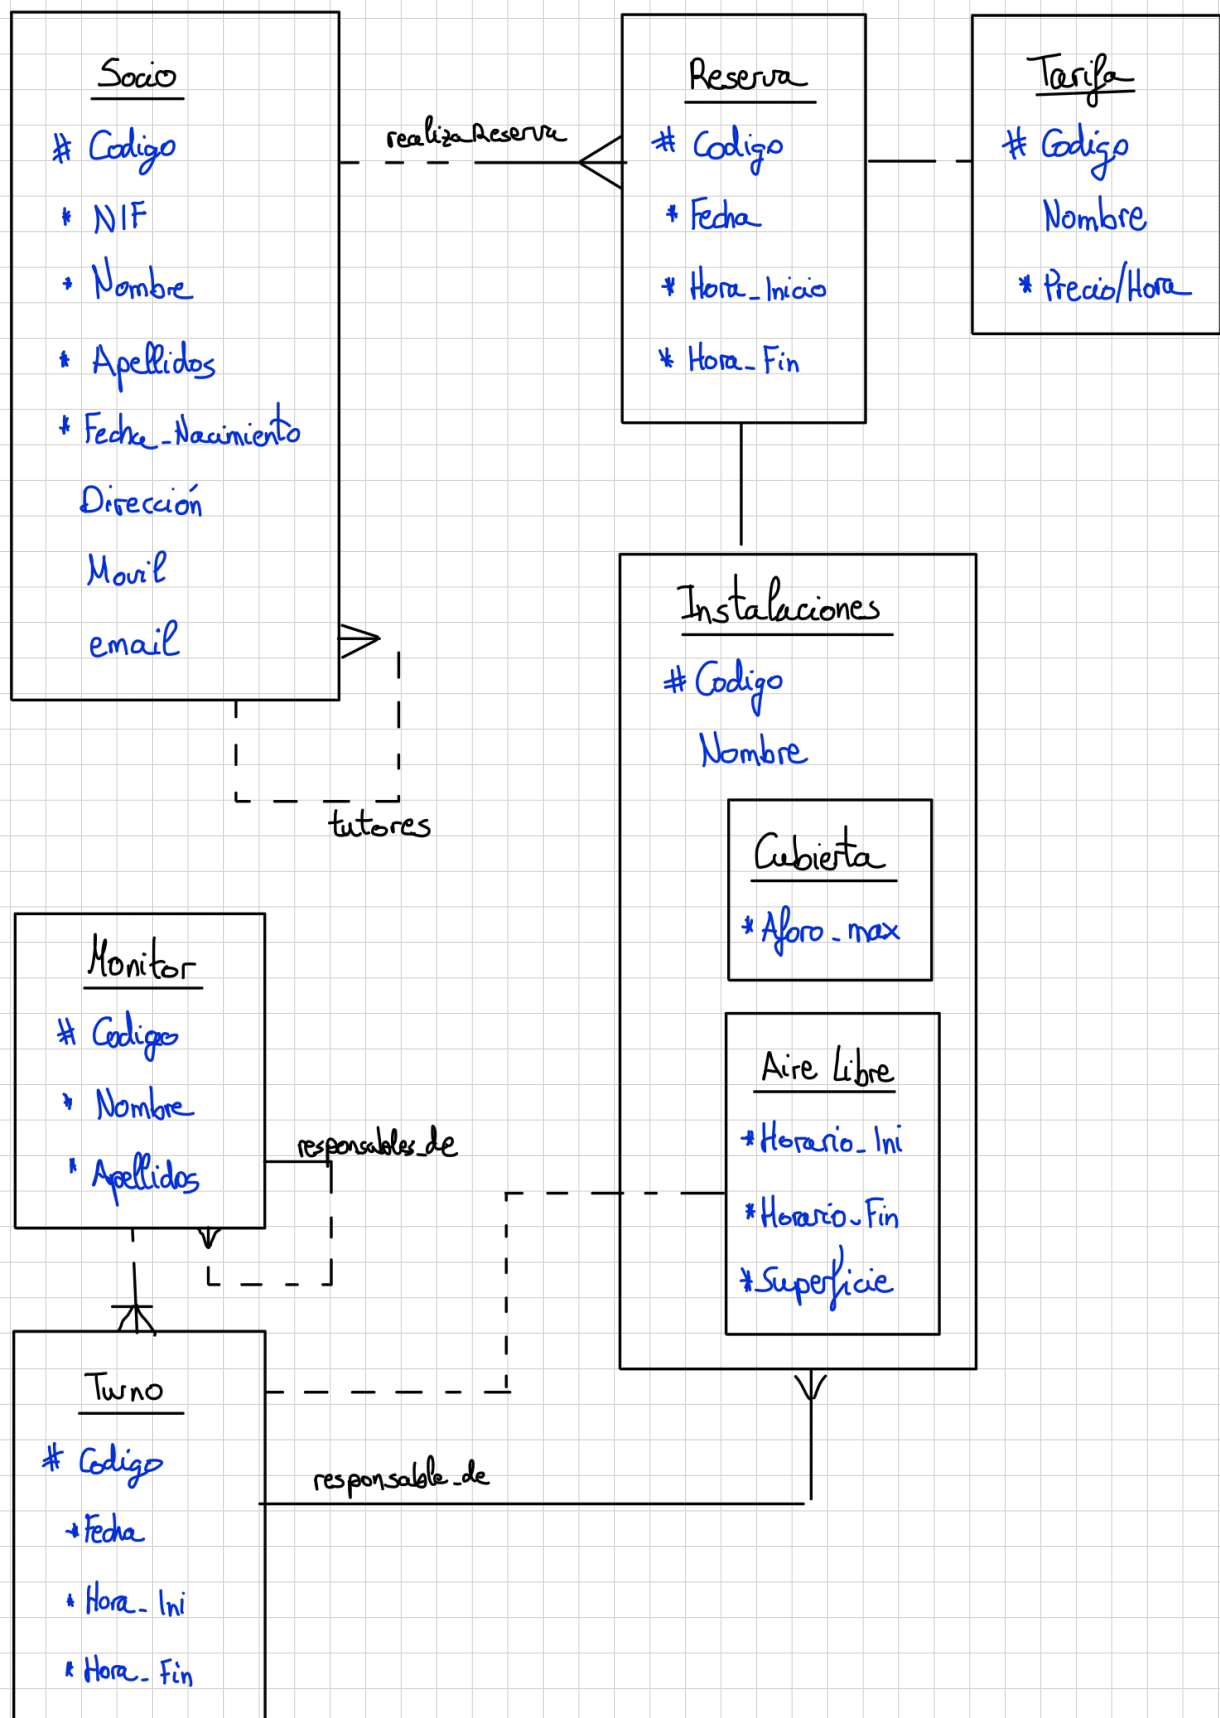 Socio
# Codigo
* NIF
* Nombre
* Apellidos
* Fecha_Nacimiento
Dirección
Movil
email
realizaReserva
Reserva
# Codigo
* Fecha
* Hora_Inicio
* Hora_Fin
Tarifa
# Codigo
Nombre
* Precio/Hora
tutores
Instalaciones
# Codigo
Nombre
Cubierta
* Aforo_max
Aire Libre
* Horario_Ini
* Horario_Fin
* Superficie
Monitor
# Codigo
* Nombre
* Apellidos
responsables_de
Turno
# Codigo
* Fecha
* Hora_Ini
* Hora_Fin
responsable_de